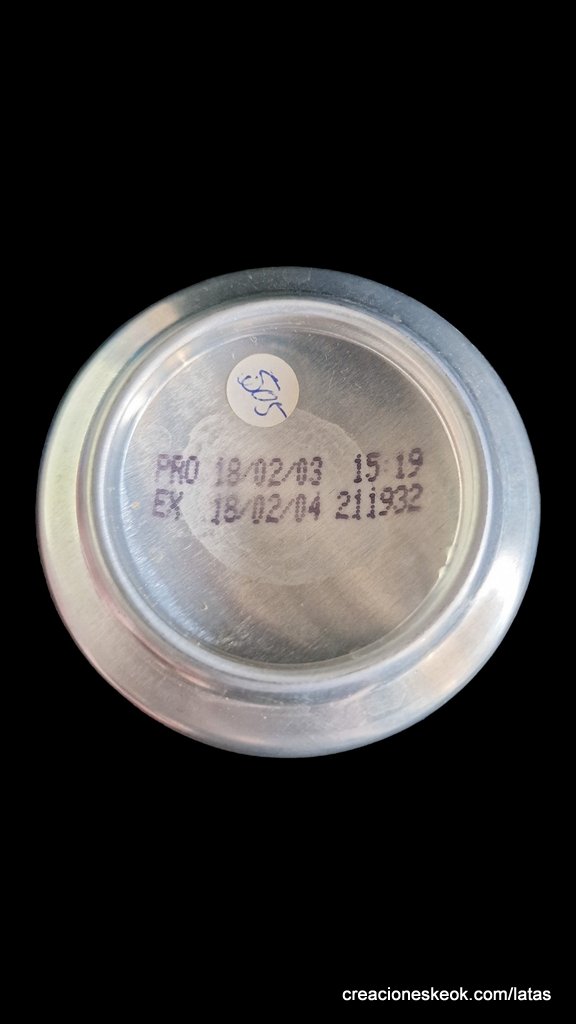 505
PRO 18/02/03 15:19
EX 18/02/04 211932
creacioneskeok.com/latas